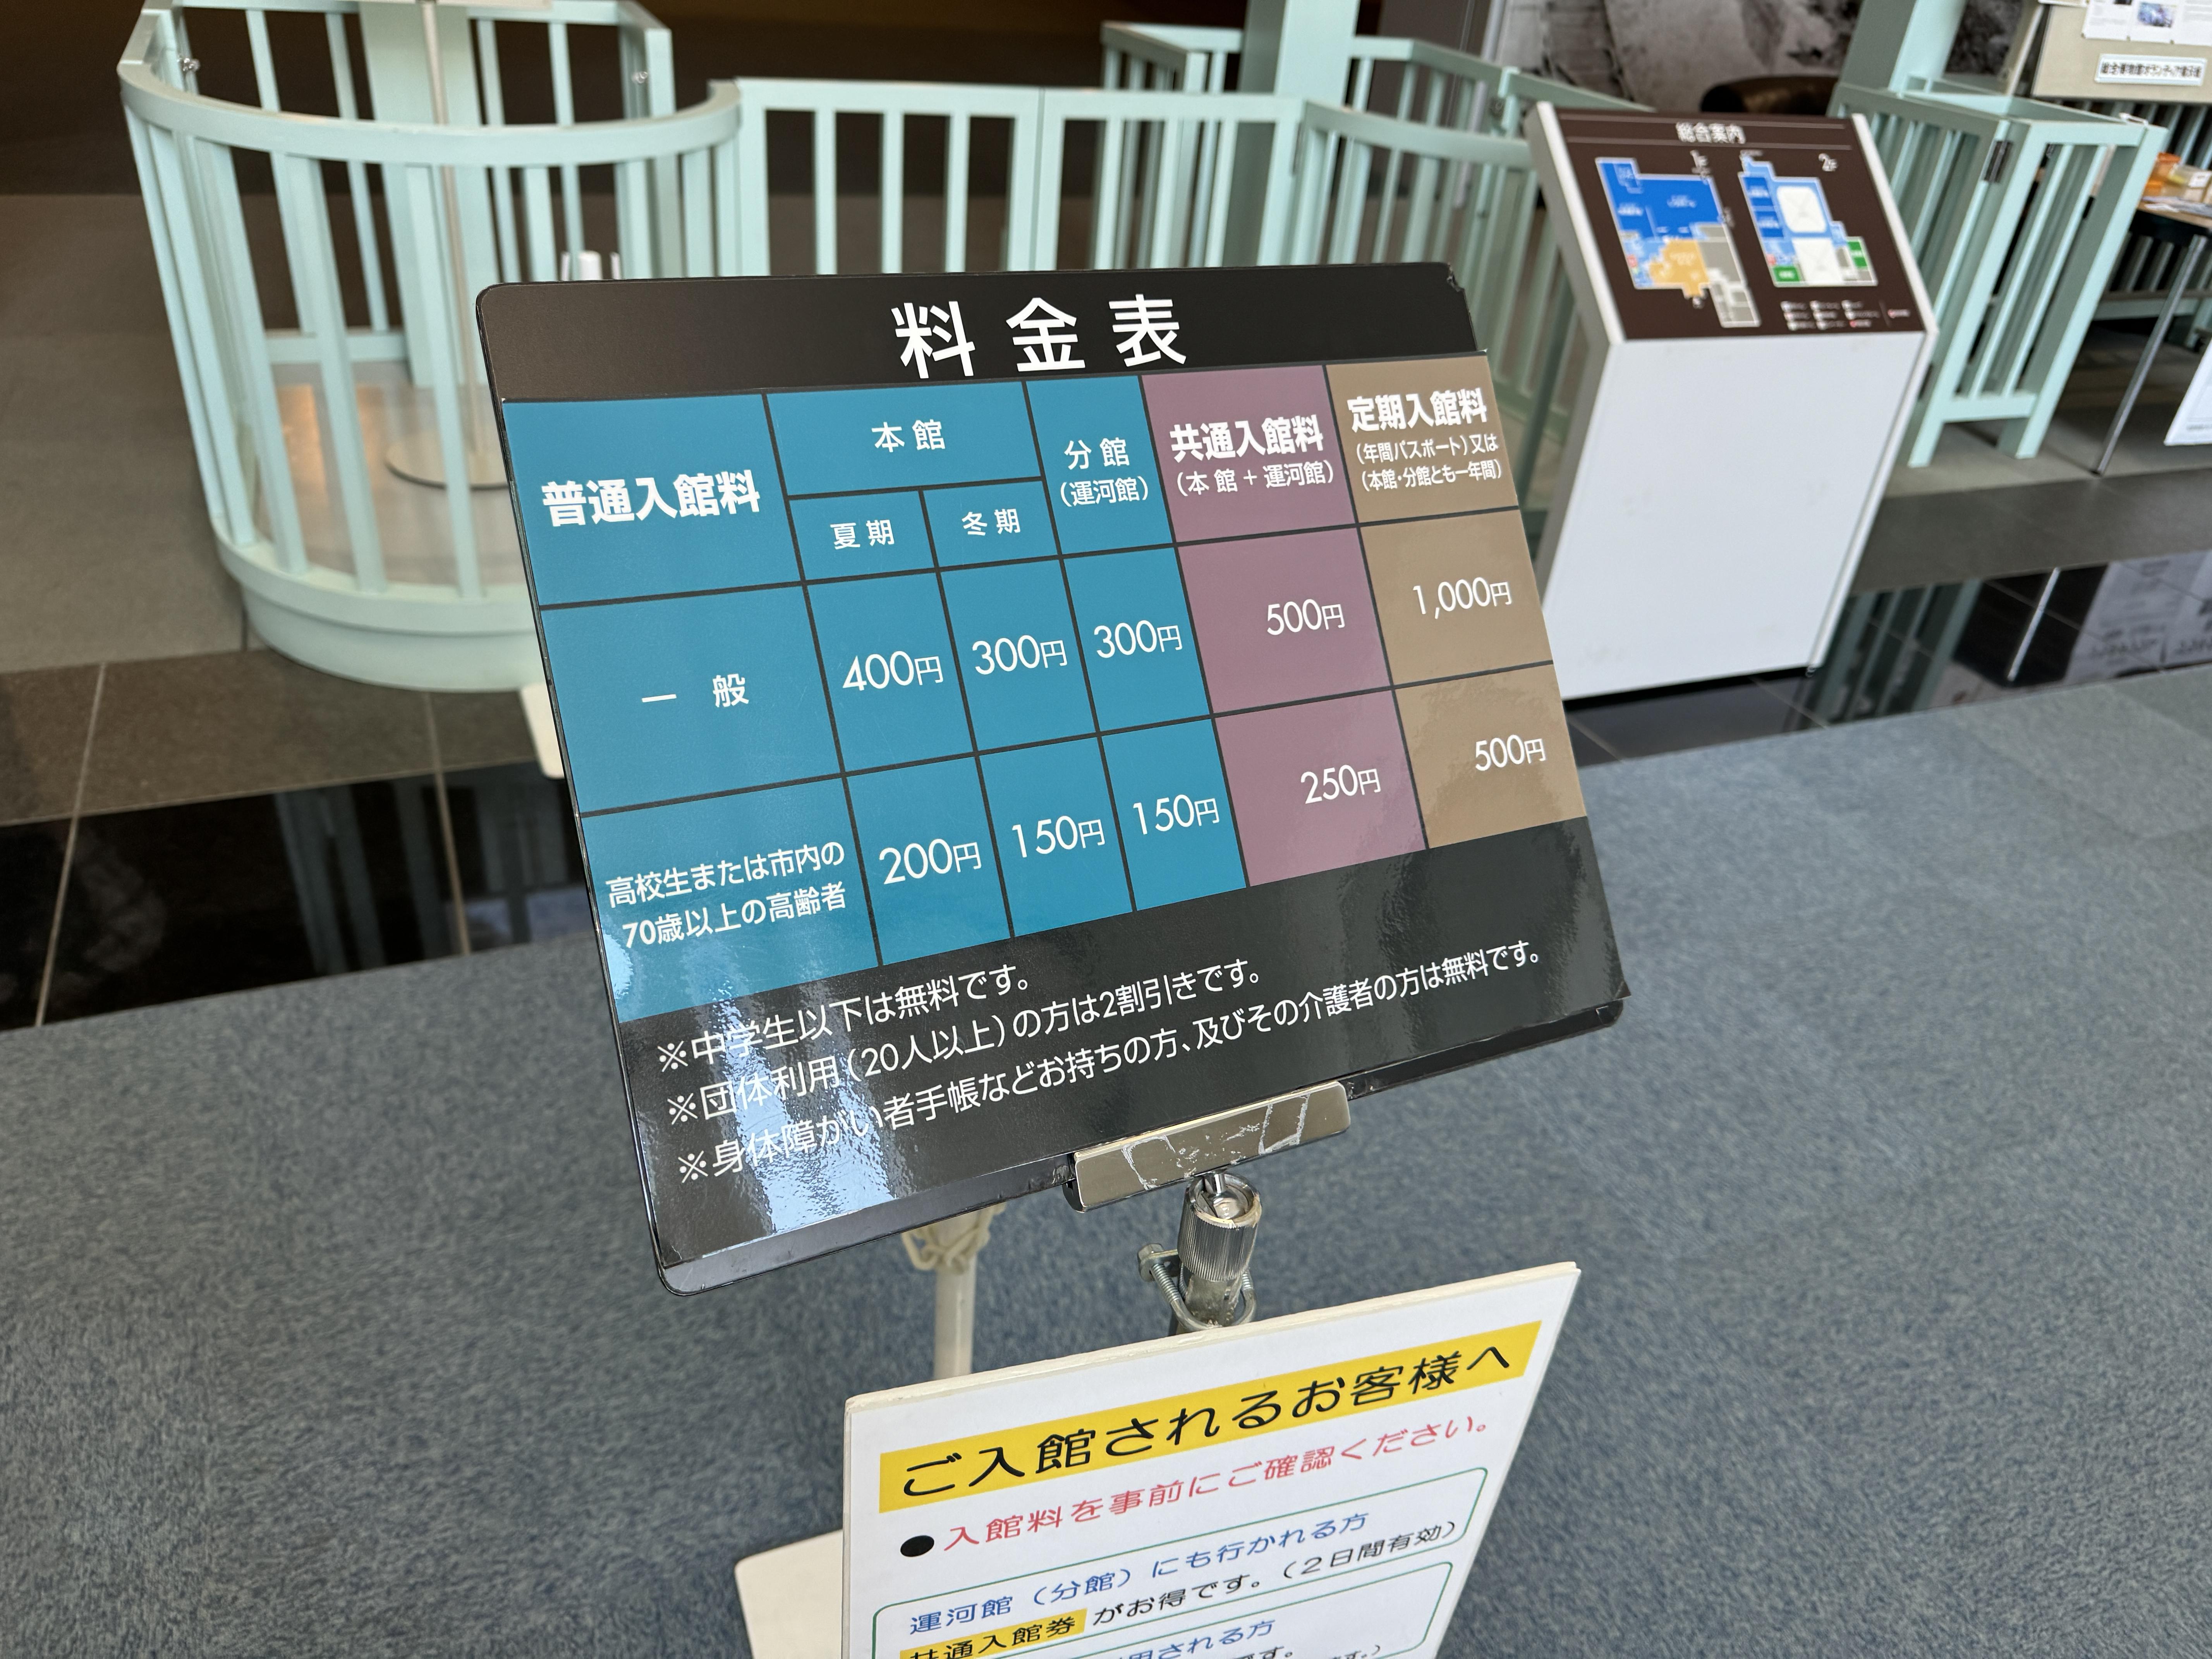 総合案内
1F
2F
料金表
普通入館料
本館
夏期
冬期
分館
(運河館)
共通入館料
(本館+運河館)
定期入館料
(年間パスポート)又は
(本館・分館とも一年間)
一般
400円
300円
300円
500円
1,000円
高校生または市内の
70歳以上の高齢者
200円
150円
150円
250円
500円
※中学生以下は無料です。
※団体利用(20人以上)の方は2割引きです。
※身体障がい者手帳などお持ちの方、及びその介護者の方は無料です。
ご入館されるお客様へ
●入館料を事前にご確認ください。
運河館(分館)にも行かれる方
共通入館券がお得です。(2日間有効)
用される方
です。
す。)